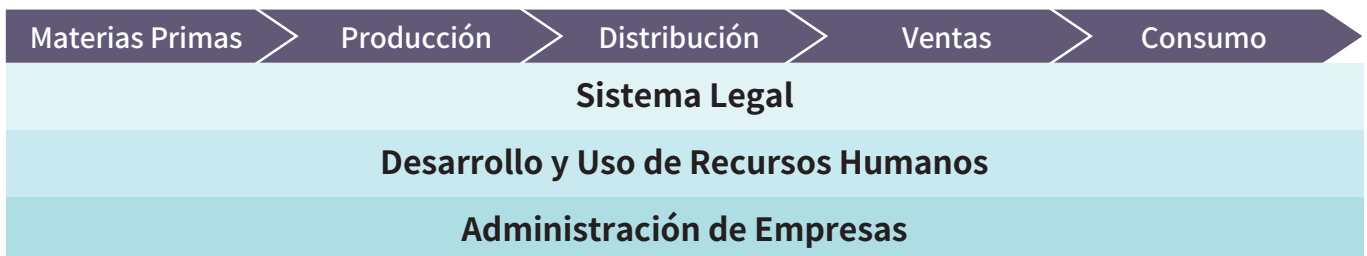 Materias Primas Producción Distribución Ventas Consumo
Sistema Legal
Desarrollo y Uso de Recursos Humanos
Administración de Empresas